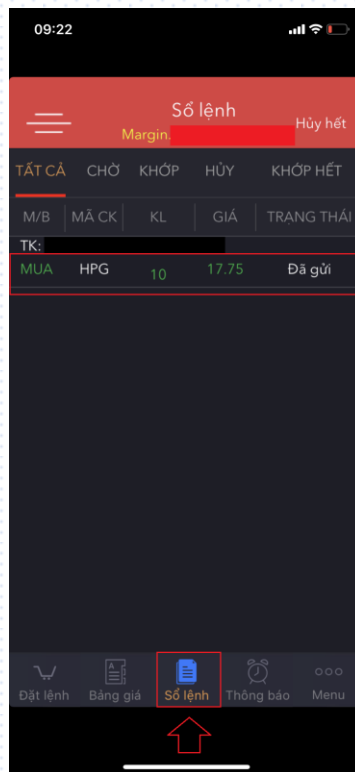 09:22
Sổ lệnh
Margin.
Hủy hết
TẤT CẢ CHỜ KHỚP HỦY KHỚP HẾT
M/B MÃ CK KL GIÁ TRẠNG THÁI
TK:
MUA HPG 10 17.75 Đã gửi
Đặt lệnh Bảng giá Sổ lệnh Thông báo Menu